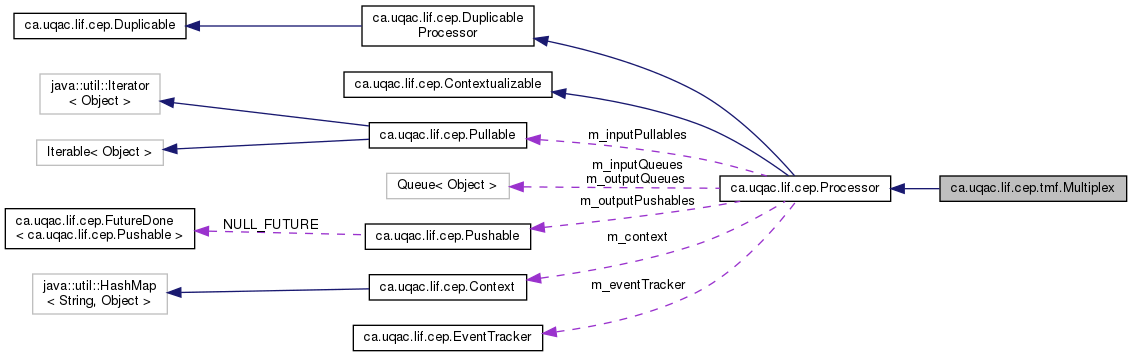 ca.uqac.lif.cep.Duplicable
ca.uqac.lif.cep.Duplicable
Processor
java::util::Iterator
< Object >
ca.uqac.lif.cep.Contextualizable
Iterable< Object >
ca.uqac.lif.cep.Pullable
m_inputPullables
Queue< Object >
m_inputQueues
m_outputQueues
ca.uqac.lif.cep.Processor
ca.uqac.lif.cep.tmf.Multiplex
ca.uqac.lif.cep.FutureDone
< ca.uqac.lif.cep.Pushable >
NULL_FUTURE
ca.uqac.lif.cep.Pushable
m_outputPushables
java::util::HashMap
< String, Object >
ca.uqac.lif.cep.Context
m_context
ca.uqac.lif.cep.EventTracker
m_eventTracker